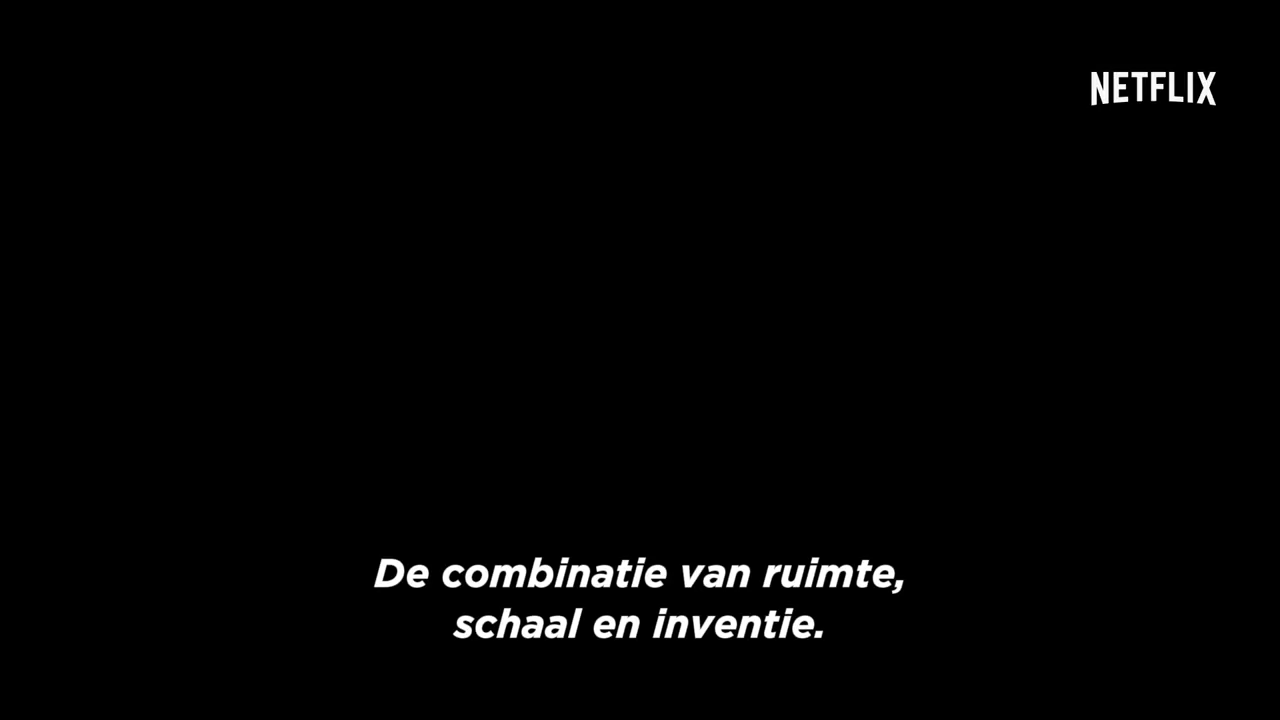 NETFLIX
De combinatie van ruimte,
schaal en inventie.